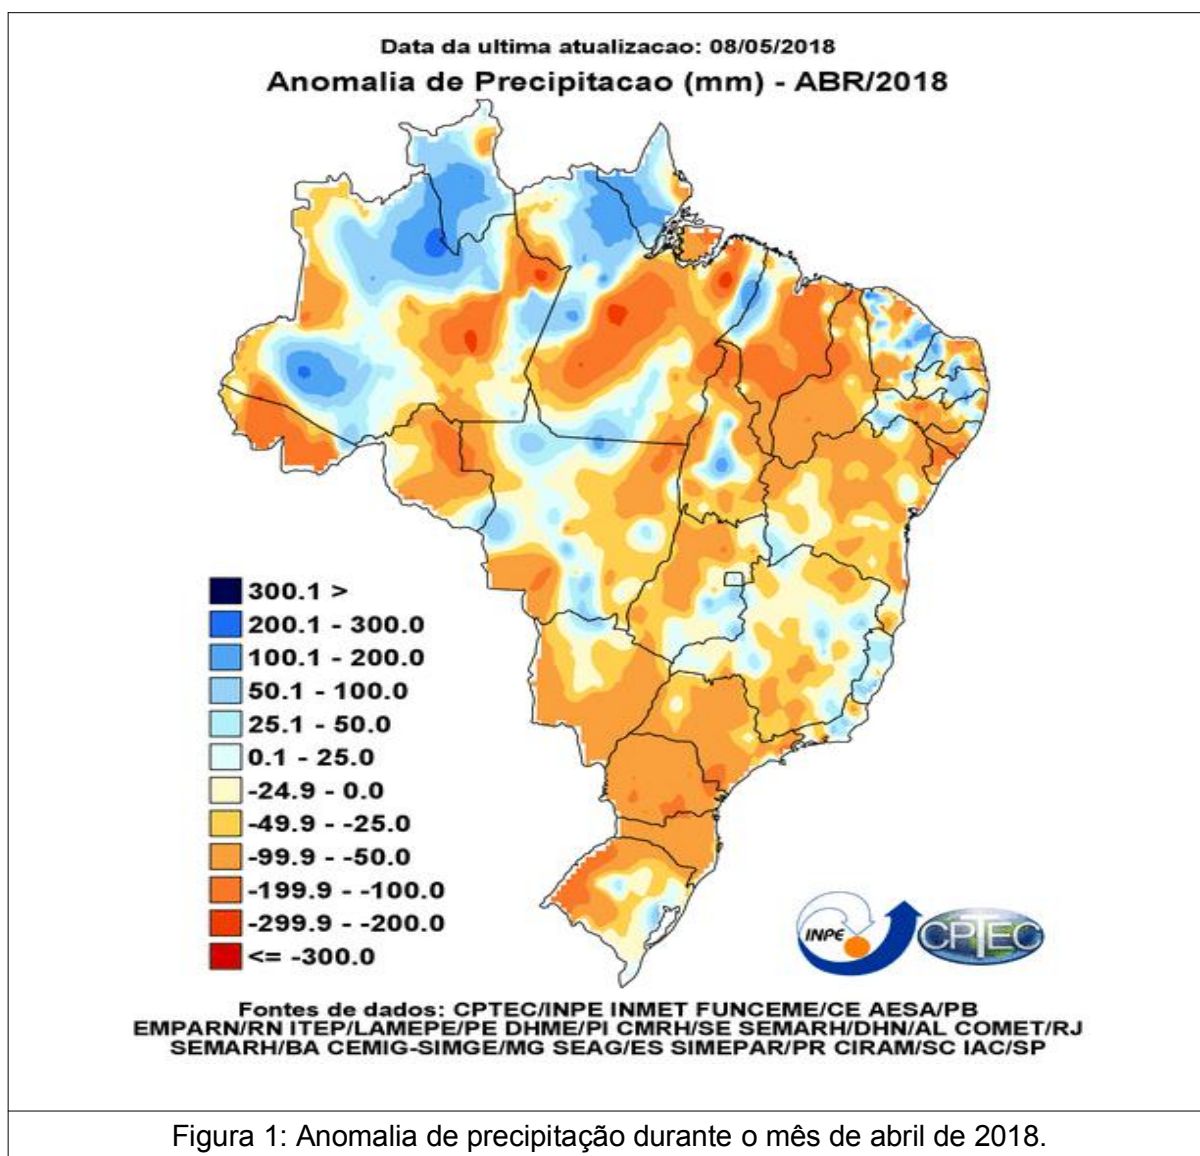 Data da ultima atualizacao: 08/05/2018
Anomalia de Precipitacao (mm) - ABR/2018
300.1 >
200.1 - 300.0
100.1 - 200.0
50.1 - 100.0
25.1 - 50.0
0.1 - 25.0
-24.9 - 0.0
-49.9 - -25.0
-99.9 - -50.0
-199.9 - -100.0
-299.9 - -200.0
<= -300.0
INPE
CPTEC
Fontes de dados: CPTEC/INPE INMET FUNCEME/CE AESA/PB
EMPARN/RN ITEP/LAMEPE/PE DHME/PI CMRH/SE SEMARH/DHN/AL COMET/RJ
SEMARH/BA CEMIG-SIMGE/MG SEAG/ES SIMEPAR/PR CIRAM/SC IAC/SP
Figura 1: Anomalia de precipitação durante o mês de abril de 2018.